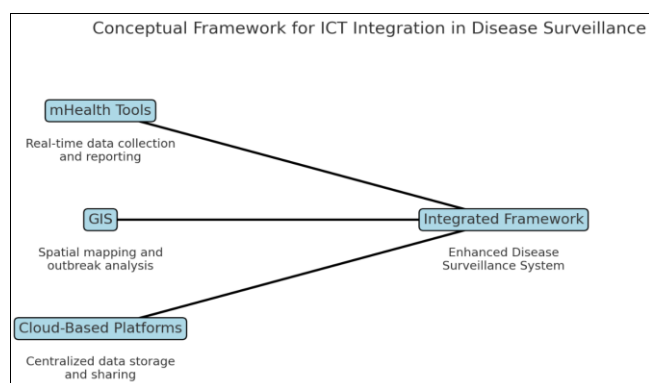 Conceptual Framework for ICT Integration in Disease Surveillance
mHealth Tools
Real-time data collection
and reporting
GIS
Spatial mapping and
outbreak analysis
Integrated Framework
Enhanced Disease
Surveillance System
Cloud-Based Platforms
Centralized data storage
and sharing